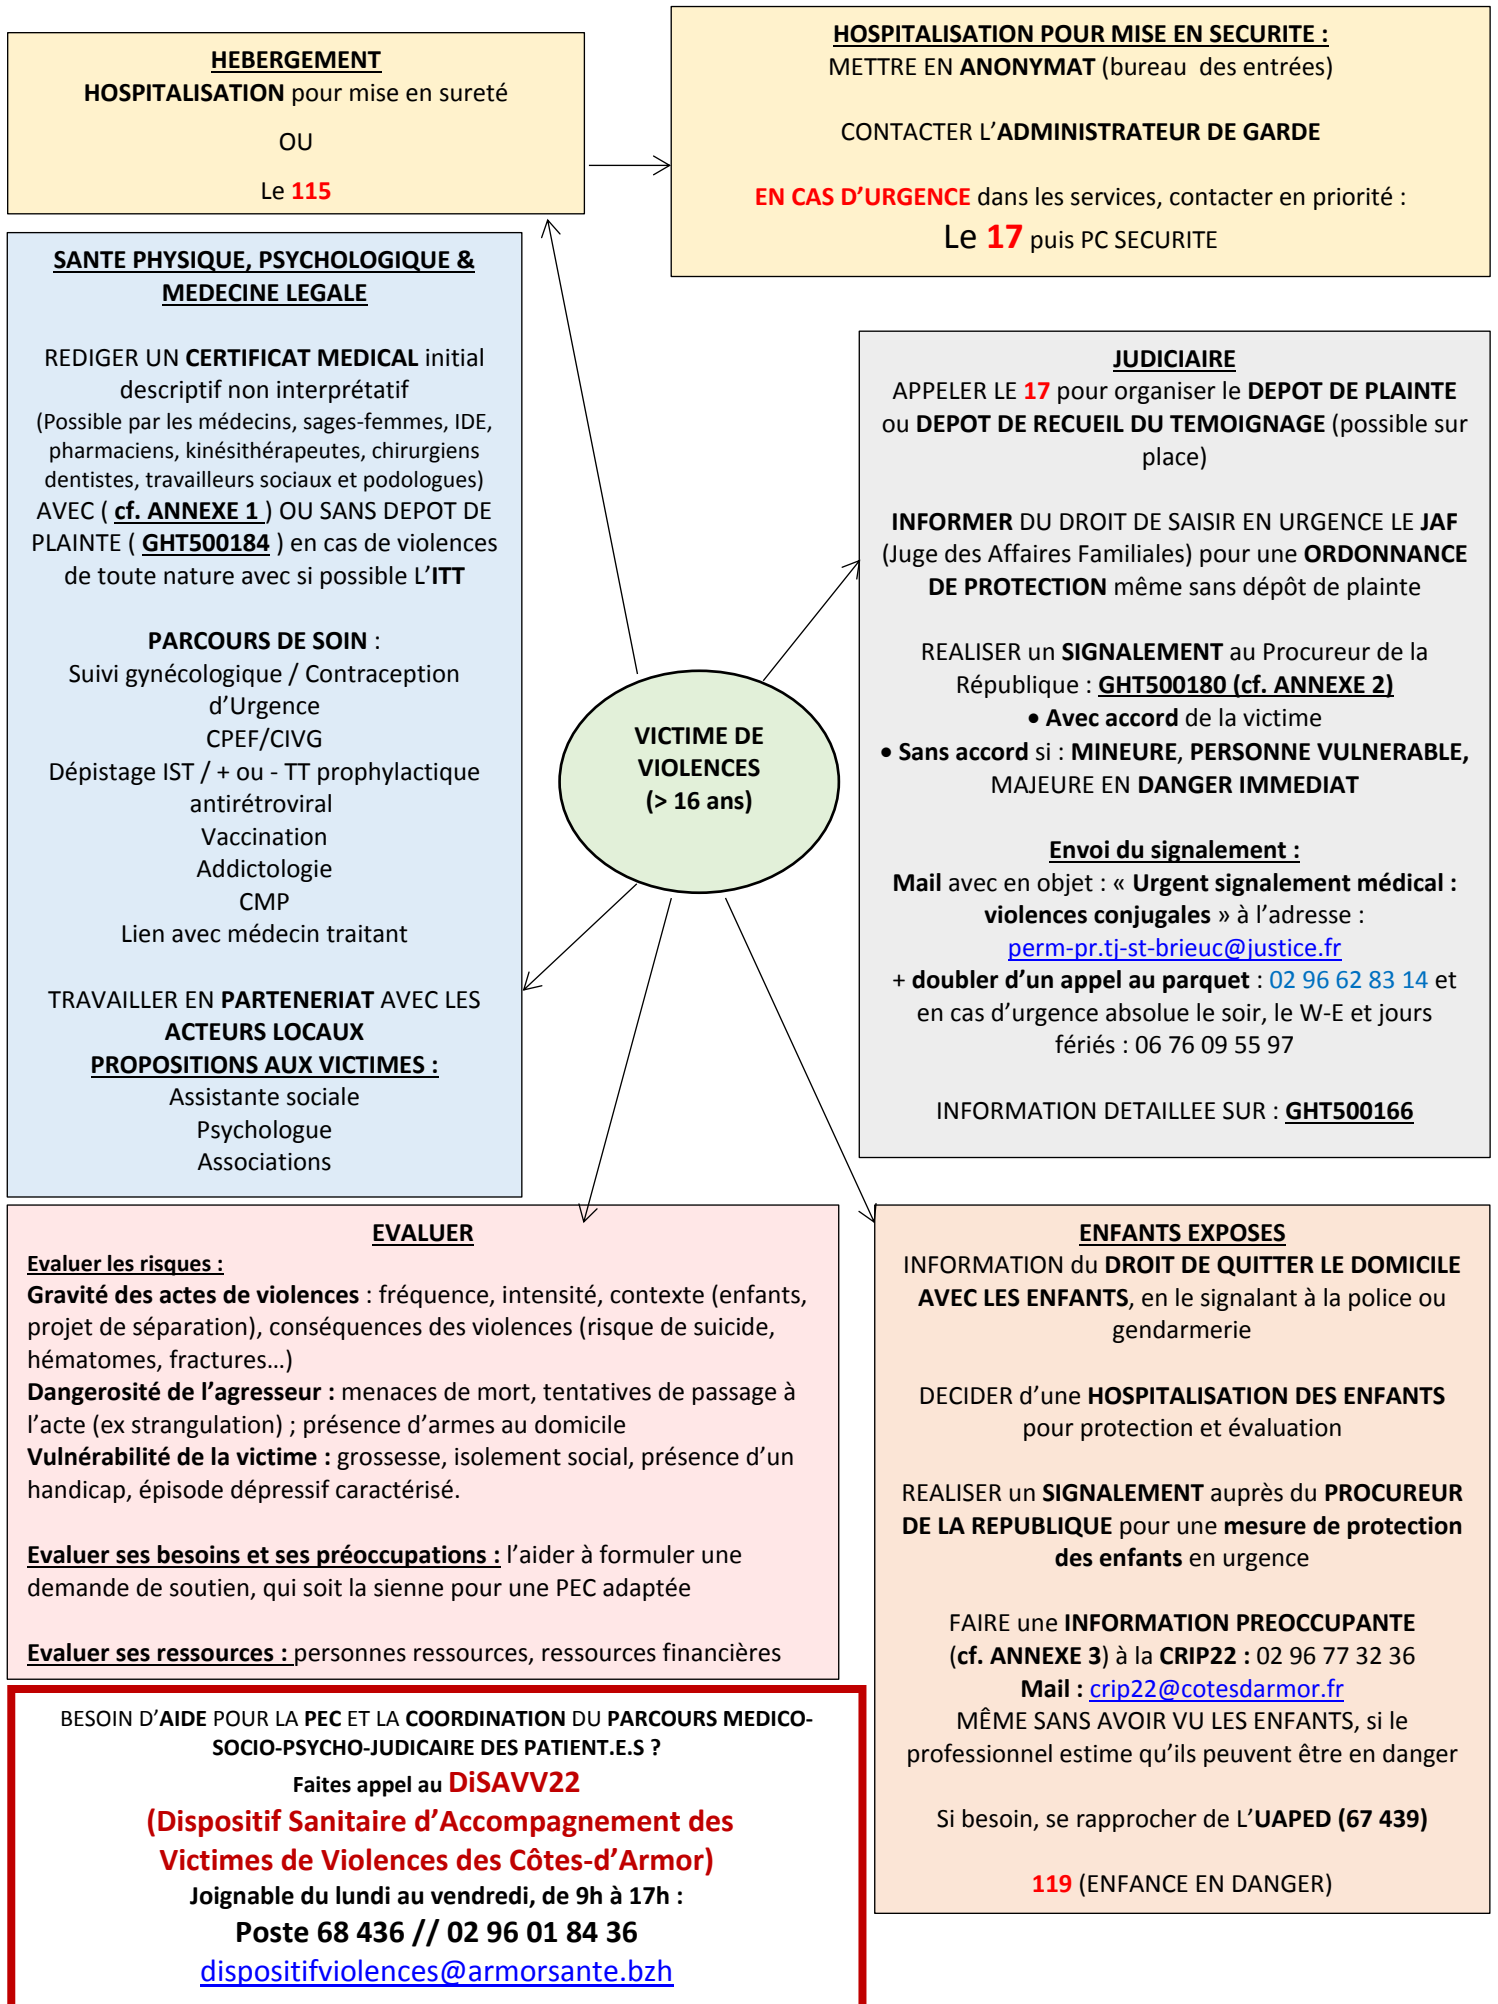 HEBERGEMENT
HOSPITALISATION pour mise en sureté
OU
Le 115
HOSPITALISATION POUR MISE EN SECURITE :
METTRE EN ANONYMAT (bureau des entrées)
CONTACTER L’ADMINISTRATEUR DE GARDE
EN CAS D’URGENCE dans les services, contacter en priorité :
Le 17 puis PC SECURITE
SANTE PHYSIQUE, PSYCHOLOGIQUE &
MEDECINE LEGALE
REDIGER UN CERTIFICAT MEDICAL initial
descriptif non interprétatif
(Possible par les médecins, sages-femmes, IDE,
pharmaciens, kinésithérapeutes, chirurgiens
dentistes, travailleurs sociaux et podologues)
AVEC ( cf. ANNEXE 1 ) OU SANS DEPOT DE
PLAINTE ( GHT500184 ) en cas de violences
de toute nature avec si possible L’ITT
PARCOURS DE SOIN :
Suivi gynécologique / Contraception
d’Urgence
CPEF/CIVG
Dépistage IST / + ou - TT prophylactique
antirétroviral
Vaccination
Addictologie
CMP
Lien avec médecin traitant
TRAVAILLER EN PARTENERIAT AVEC LES
ACTEURS LOCAUX
PROPOSITIONS AUX VICTIMES :
Assistante sociale
Psychologue
Associations
VICTIME DE
VIOLENCES
(> 16 ans)
JUDICIAIRE
APPELER LE 17 pour organiser le DEPOT DE PLAINTE
ou DEPOT DE RECUEIL DU TEMOIGNAGE (possible sur
place)
INFORMER DU DROIT DE SAISIR EN URGENCE LE JAF
(Juge des Affaires Familiales) pour une ORDONNANCE
DE PROTECTION même sans dépôt de plainte
REALISER un SIGNALEMENT au Procureur de la
République : GHT500180 (cf. ANNEXE 2)
• Avec accord de la victime
• Sans accord si : MINEURE, PERSONNE VULNERABLE,
MAJEURE EN DANGER IMMEDIAT
Envoi du signalement :
Mail avec en objet : « Urgent signalement médical :
violences conjugales » à l’adresse :
perm-pr.tj-st-brieuc@justice.fr
+ doubler d’un appel au parquet : 02 96 62 83 14 et
en cas d’urgence absolue le soir, le W-E et jours
fériés : 06 76 09 55 97
INFORMATION DETAILLEE SUR : GHT500166
EVALUER
Evaluer les risques :
Gravité des actes de violences : fréquence, intensité, contexte (enfants,
projet de séparation), conséquences des violences (risque de suicide,
hématomes, fractures…)
Dangerosité de l’agresseur : menaces de mort, tentatives de passage à
l’acte (ex strangulation) ; présence d’armes au domicile
Vulnérabilité de la victime : grossesse, isolement social, présence d’un
handicap, épisode dépressif caractérisé.
Evaluer ses besoins et ses préoccupations : l’aider à formuler une
demande de soutien, qui soit la sienne pour une PEC adaptée
Evaluer ses ressources : personnes ressources, ressources financières
ENFANTS EXPOSES
INFORMATION du DROIT DE QUITTER LE DOMICILE
AVEC LES ENFANTS, en le signalant à la police ou
gendarmerie
DECIDER d’une HOSPITALISATION DES ENFANTS
pour protection et évaluation
REALISER un SIGNALEMENT auprès du PROCUREUR
DE LA REPUBLIQUE pour une mesure de protection
des enfants en urgence
FAIRE une INFORMATION PREOCCUPANTE
(cf. ANNEXE 3) à la CRIP22 : 02 96 77 32 36
Mail : crip22@cotesdarmor.fr
MÊME SANS AVOIR VU LES ENFANTS, si le
professionnel estime qu’ils peuvent être en danger
Si besoin, se rapprocher de L’UAPED (67 439)
119 (ENFANCE EN DANGER)
BESOIN D’AIDE POUR LA PEC ET LA COORDINATION DU PARCOURS MEDICO-
SOCIO-PSYCHO-JUDICAIRE DES PATIENT.E.S ?
Faites appel au DiSAVV22
(Dispositif Sanitaire d’Accompagnement des
Victimes de Violences des Côtes-d’Armor)
Joignable du lundi au vendredi, de 9h à 17h :
Poste 68 436 // 02 96 01 84 36
dispositifviolences@armorsante.bzh